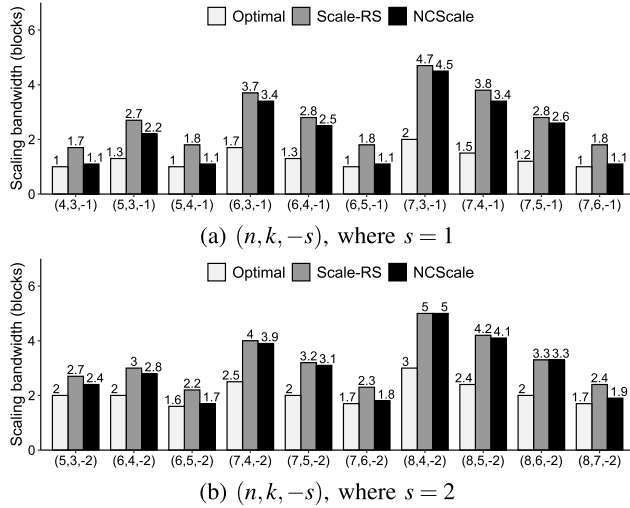 Optimal Scale-RS NCScale
Scaling bandwidth (blocks)
6
4
2
0
1 1.7 1.1 1.3 2.7 2.2 1 1.8 1.1 1.7 3.7 3.4 1.3 2.8 2.5 1 1.8 1.1 2 4.7 4.5 1.5 3.8 3.4 1.2 2.8 2.6 1 1.8 1.1
(4,3,-1) (5,3,-1) (5,4,-1) (6,3,-1) (6,4,-1) (6,5,-1) (7,3,-1) (7,4,-1) (7,5,-1) (7,6,-1)
(a) (n,k,−s), where s = 1
Optimal Scale-RS NCScale
Scaling bandwidth (blocks)
6
4
2
0
2 2.7 2.4 2 3 2.8 1.6 2.2 1.7 2.5 4 3.9 2 3.2 3.1 1.7 2.3 1.8 3 5 5 2.4 4.2 4.1 2 3.3 3.3 1.7 2.4 1.9
(5,3,-2) (6,4,-2) (6,5,-2) (7,4,-2) (7,5,-2) (7,6,-2) (8,4,-2) (8,5,-2) (8,6,-2) (8,7,-2)
(b) (n,k,−s), where s = 2